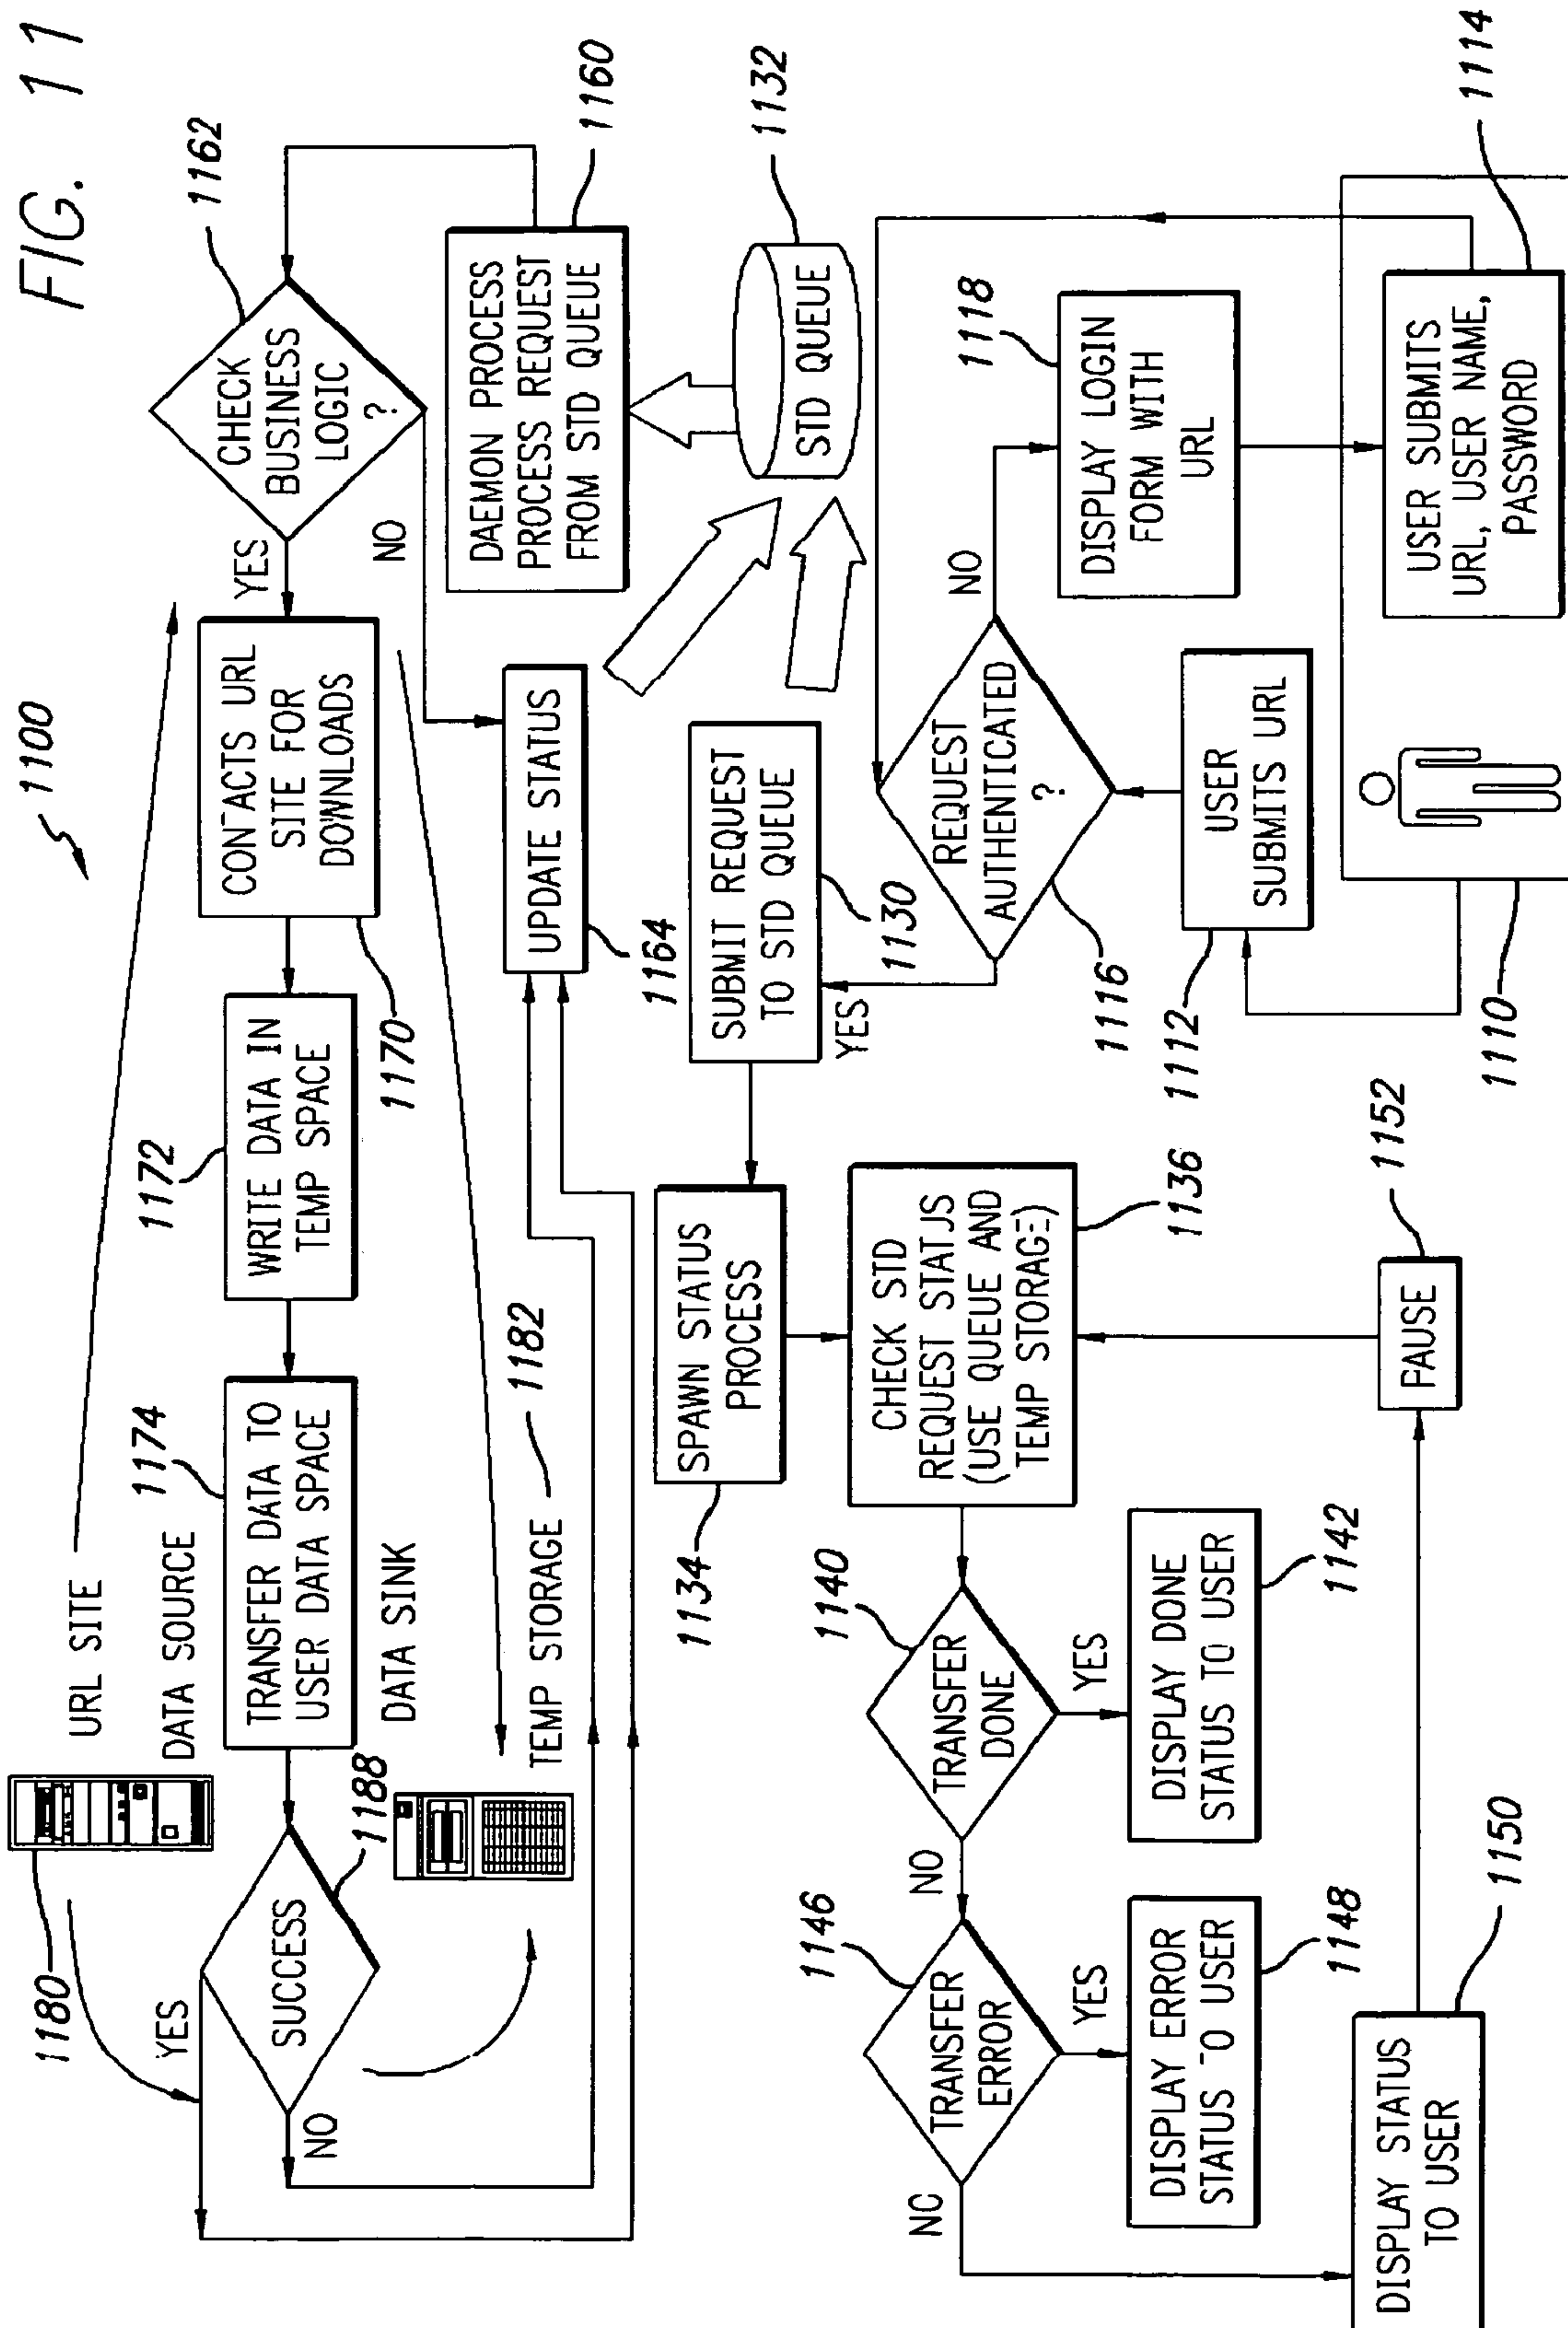 FIG. 11
1100
URL SITE
1180
DATA SOURCE
1162
CHECK
BUSINESS
LOGIC
?
YES
NO
CONTACTS URL
SITE FOR
DOWNLOADS
1170
1172
WRITE DATA IN
TEMP SPACE
1174
TRANSFER DATA TO
USER DATA SPACE
DATA SINK
SUCCESS
1188
YES
NO
TEMP STORAGE
1182
UPDATE STATUS
1164
DAEMON PROCESS
PROCESS REQUEST
FROM STD QUEUE
1160
STD QUEUE
1132
SPAWN STATUS
PROCESS
1134
SUBMIT REQUEST
TO STD QUEUE
1130
YES
REQUEST
AUTHENTICATED
?
1116
NO
DISPLAY LOGIN
FORM WITH
URL
1118
CHECK STD
REQUEST STATJS
(USE QUEUE AND
TEMP STORAGE)
1136
1140
TRANSFER
DONE
YES
NO
1146
TRANSFER
ERROR
YES
NC
DISPLAY DONE
STATUS TO USER
1142
DISPLAY ERROR
STATUS TO USER
1148
USER
SUBMITS URL
1112
USER SUBMITS
URL, USER NAME,
PASSWORD
1114
1110
DISPLAY STATUS
TO USER
1150
PAUSE
1152